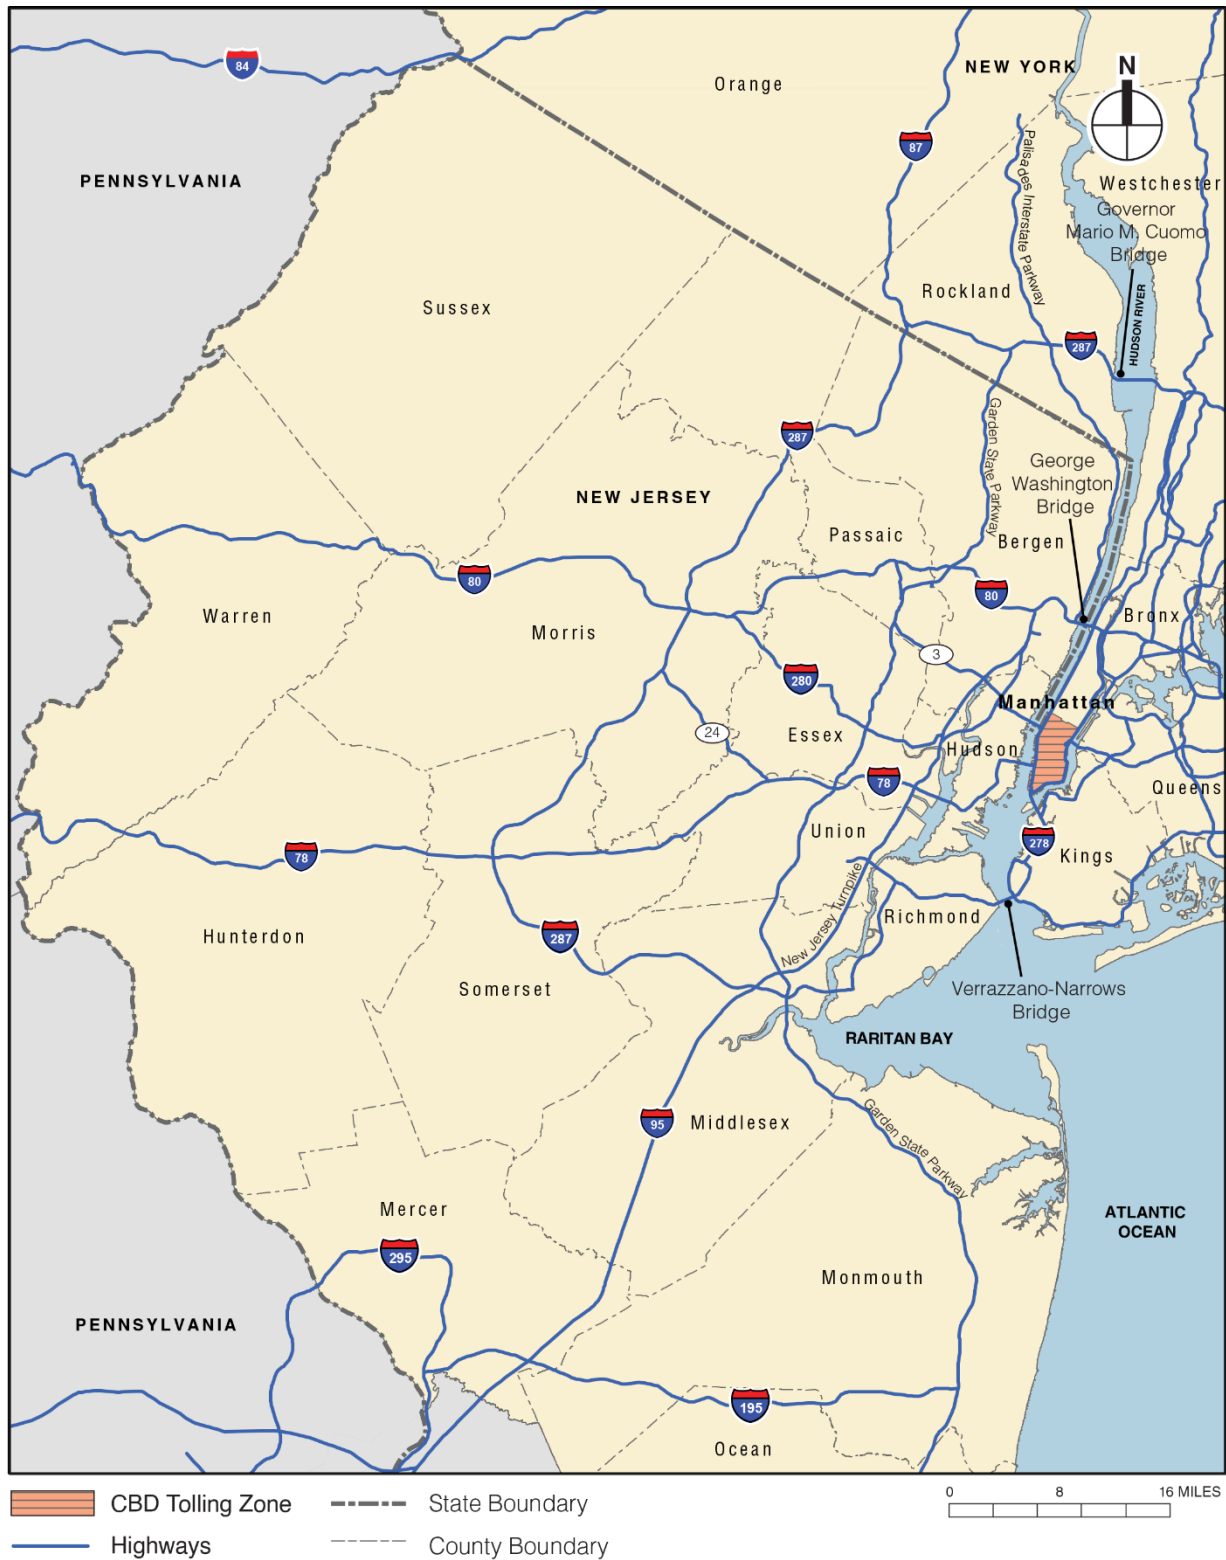 84
Orange
NEW YORK
N
87
Palisades Interstate Parkway
PENNSYLVANIA
Westchester
Governor
Mario M. Cuomo
Bridge
Rockland
Sussex
HUDSON RIVER
287
287
Garden State Parkway
George
Washington
Bridge
NEW JERSEY
Passaic
Bergen
80
80
Warren
Morris
Bronx
3
280
Manhattan
24
Essex
Hudson
78
Queens
Union
278
78
Kings
New Jersey Turnpike
Richmond
Hunterdon
287
Somerset
Verrazzano-Narrows
Bridge
RARITAN BAY
95
Middlesex
Garden State Parkway
Mercer
ATLANTIC
OCEAN
295
Monmouth
PENNSYLVANIA
195
Ocean
CBD Tolling Zone
State Boundary
0 8 16 MILES
Highways
County Boundary